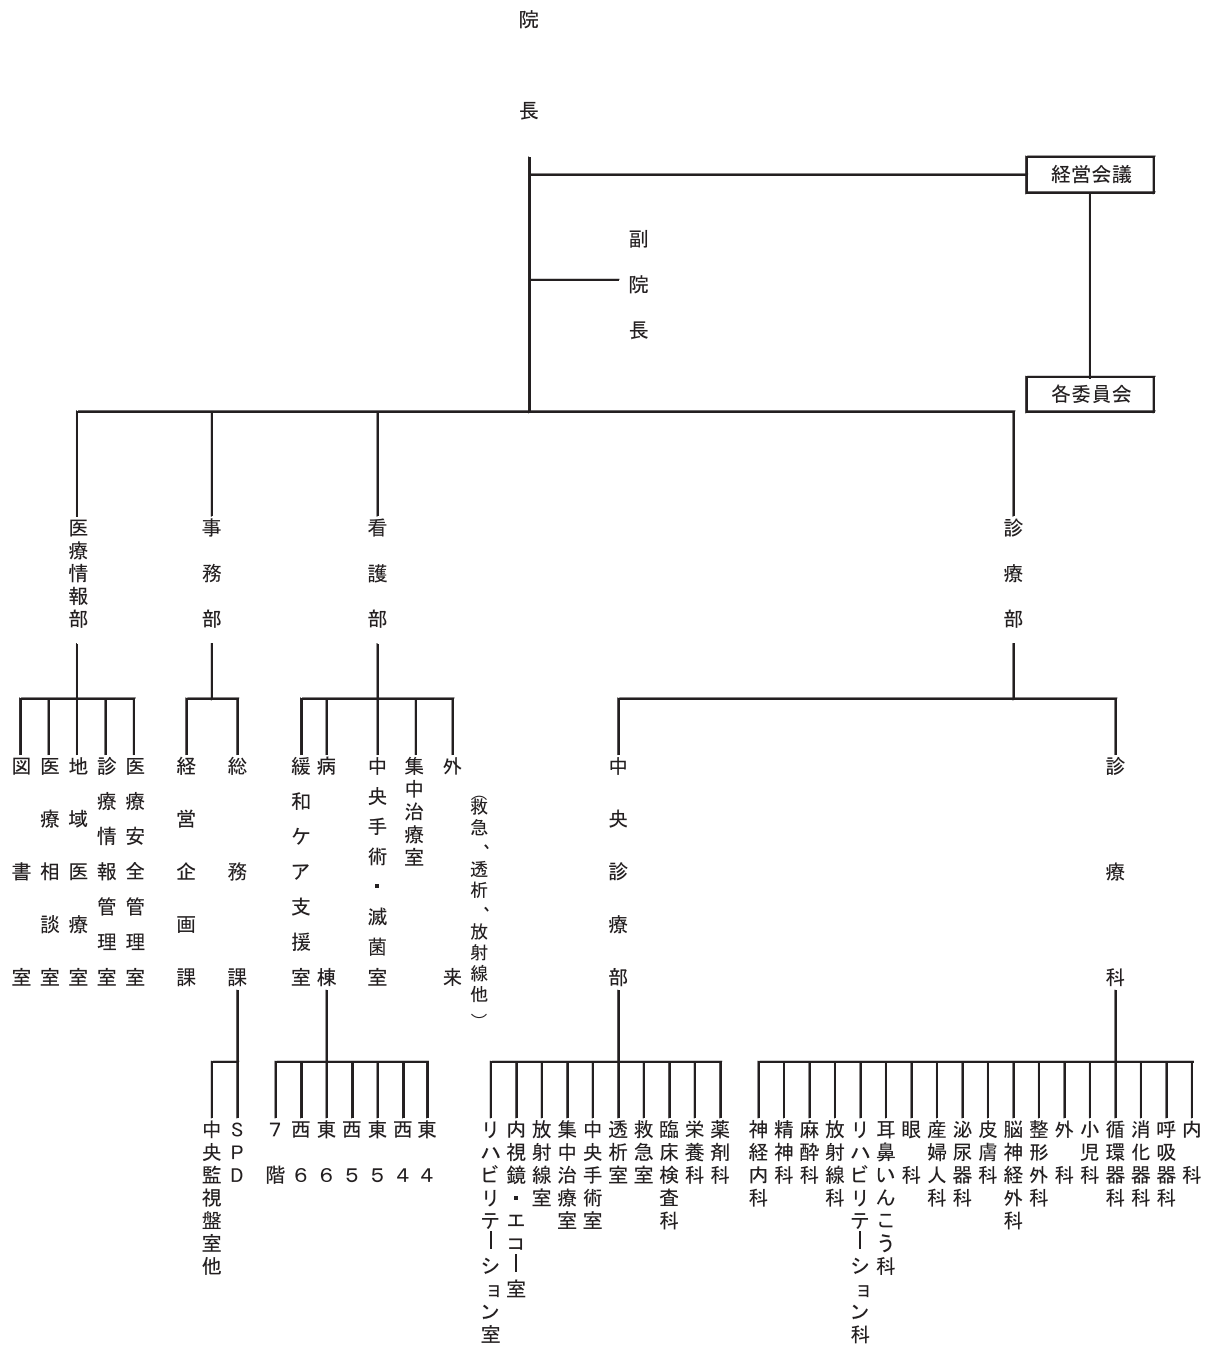 院長
経営会議
副院長
各委員会
診療部
看護部
事務部
医療情報部
診療科
中央診療部
外来
（救急、透析、放射線他）
集中治療室
中央手術・滅菌室
病棟
緩和ケア支援室
総務課
経営企画課
医療安全管理室
診療情報管理室
地域医療室
医療相談室
図書室
内科
呼吸器科
消化器科
循環器科
小児科
外科
整形外科
脳神経外科
皮膚科
泌尿器科
産婦人科
眼科
耳鼻いんこう科
リハビリテーション科
放射線科
麻酔科
精神科
神経内科
薬剤科
栄養科
臨床検査科
救急室
透析室
中央手術室
集中治療室
放射線室
内視鏡・エコー室
リハビリテーション室
東4
西4
東5
西5
東6
西6
7階
SPD
中央監視盤室他